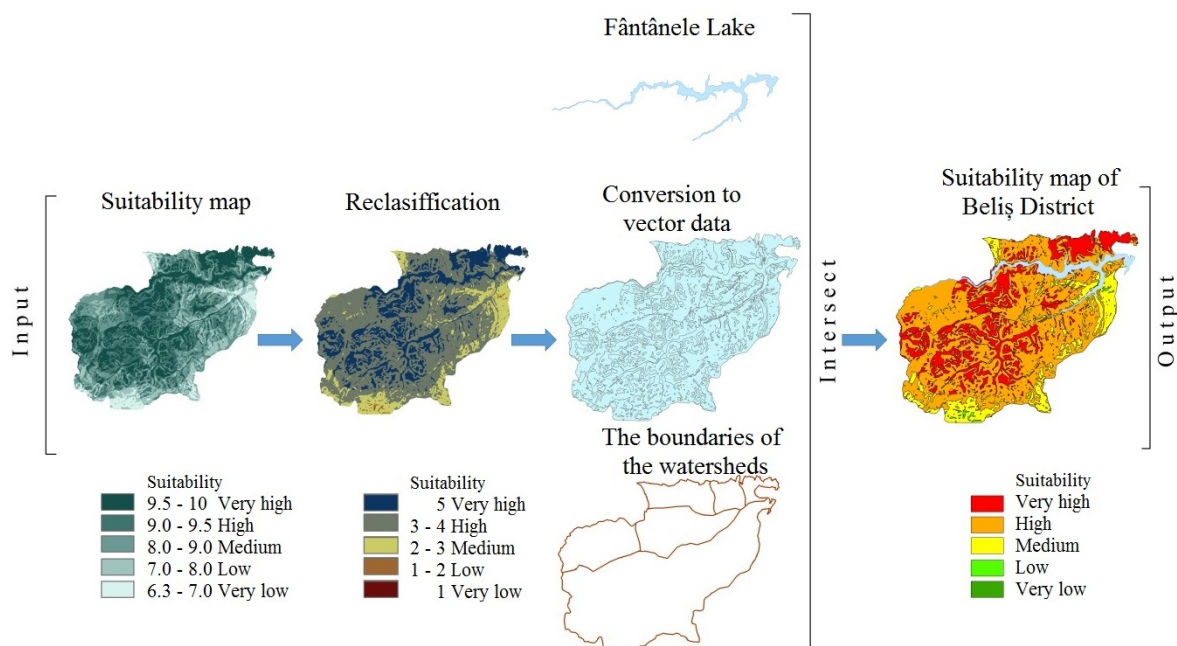 Fântânele Lake
Input
Suitability map
Reclasiffication
Conversion to
vector data
The boundaries of
the watersheds
Intersect
Suitability map of
Beliș District
Output
Suitability
9.5 - 10 Very high
9.0 - 9.5 High
8.0 - 9.0 Medium
7.0 - 8.0 Low
6.3 - 7.0 Very low
Suitability
5 Very high
3 - 4 High
2 - 3 Medium
1 - 2 Low
1 Very low
Suitability
Very high
High
Medium
Low
Very low